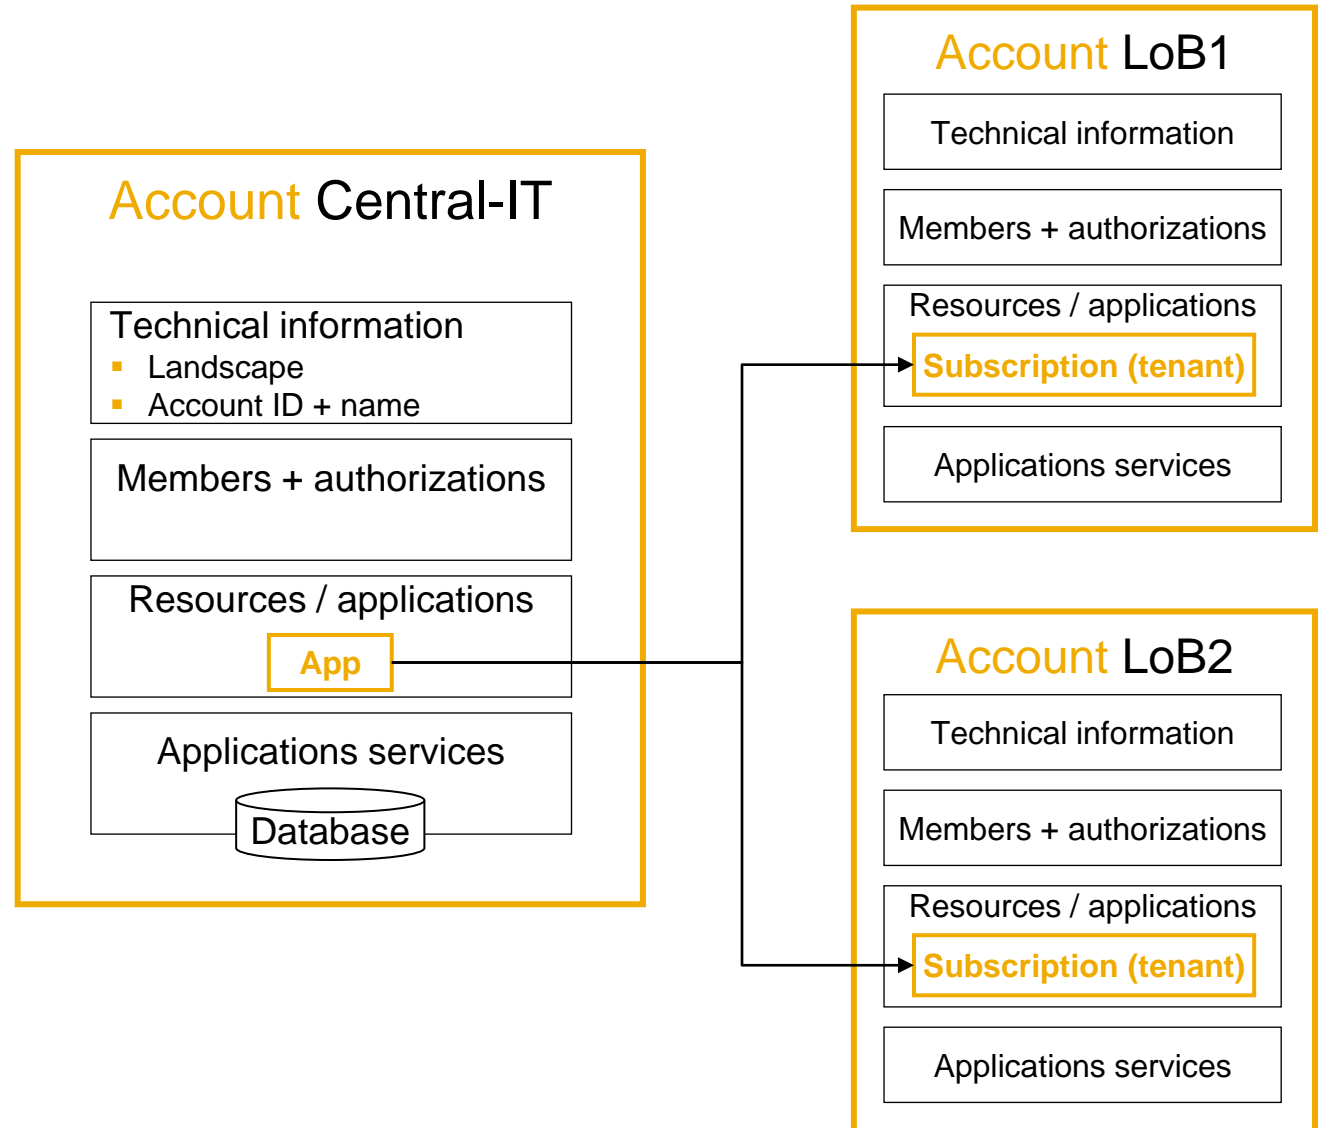 Account Central-IT
Technical information
Landscape
Account ID + name
Members + authorizations
Resources / applications
App
Applications services
Database
Account LoB1
Technical information
Members + authorizations
Resources / applications
Subscription (tenant)
Applications services
Account LoB2
Technical information
Members + authorizations
Resources / applications
Subscription (tenant)
Applications services